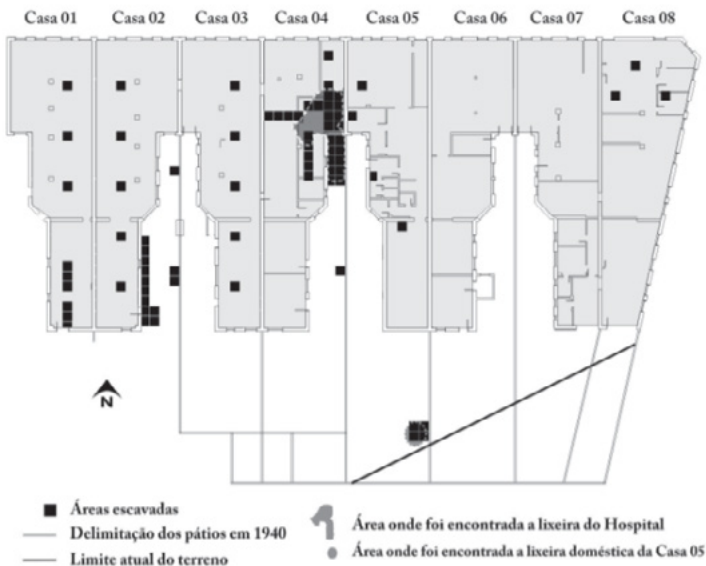 Casa 01 Casa 02 Casa 03 Casa 04 Casa 05 Casa 06 Casa 07 Casa 08
N
Áreas escavadas
Delimitação dos pátios em 1940
Limite atual do terreno
Área onde foi encontrada a lixeira do Hospital
Área onde foi encontrada a lixeira doméstica da Casa 05